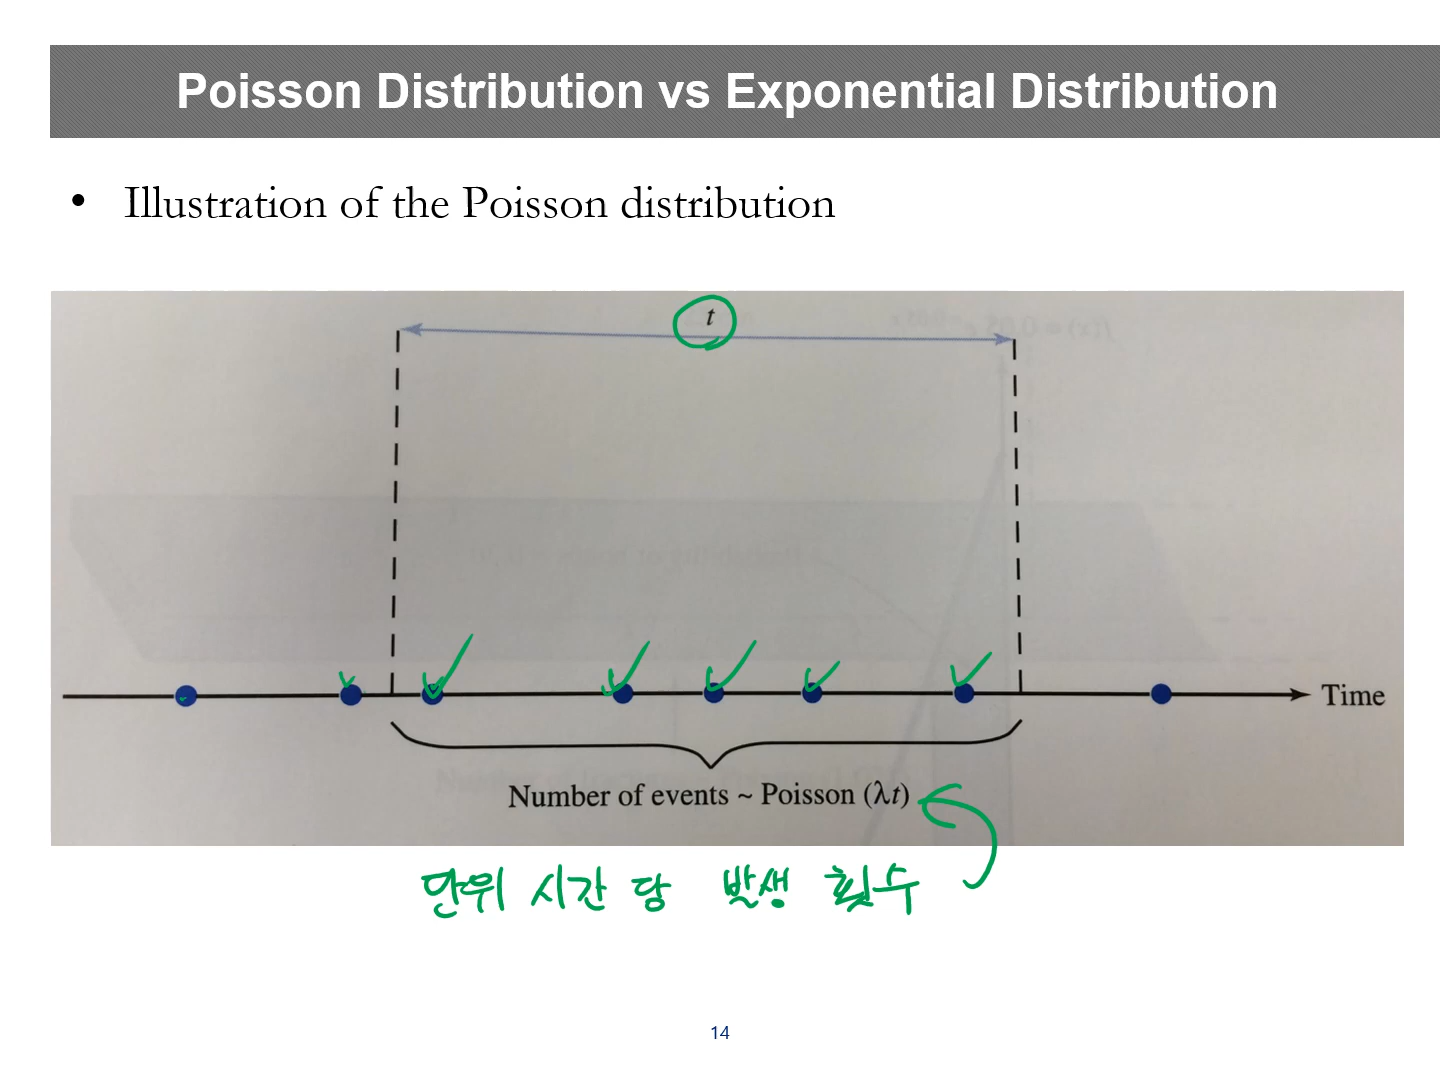 Poisson Distribution vs Exponential Distribution
• Illustration of the Poisson distribution
t
Time
Number of events ~ Poisson (λt)
단위 시간 당 발생 횟수
14